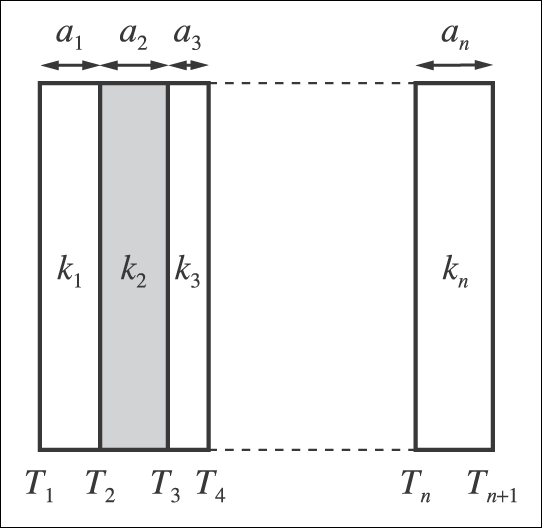 a₁ a₂ a₃ aₙ
k₁ k₂ k₃ kₙ
T₁ T₂ T₃ T₄ Tₙ Tₙ₊₁